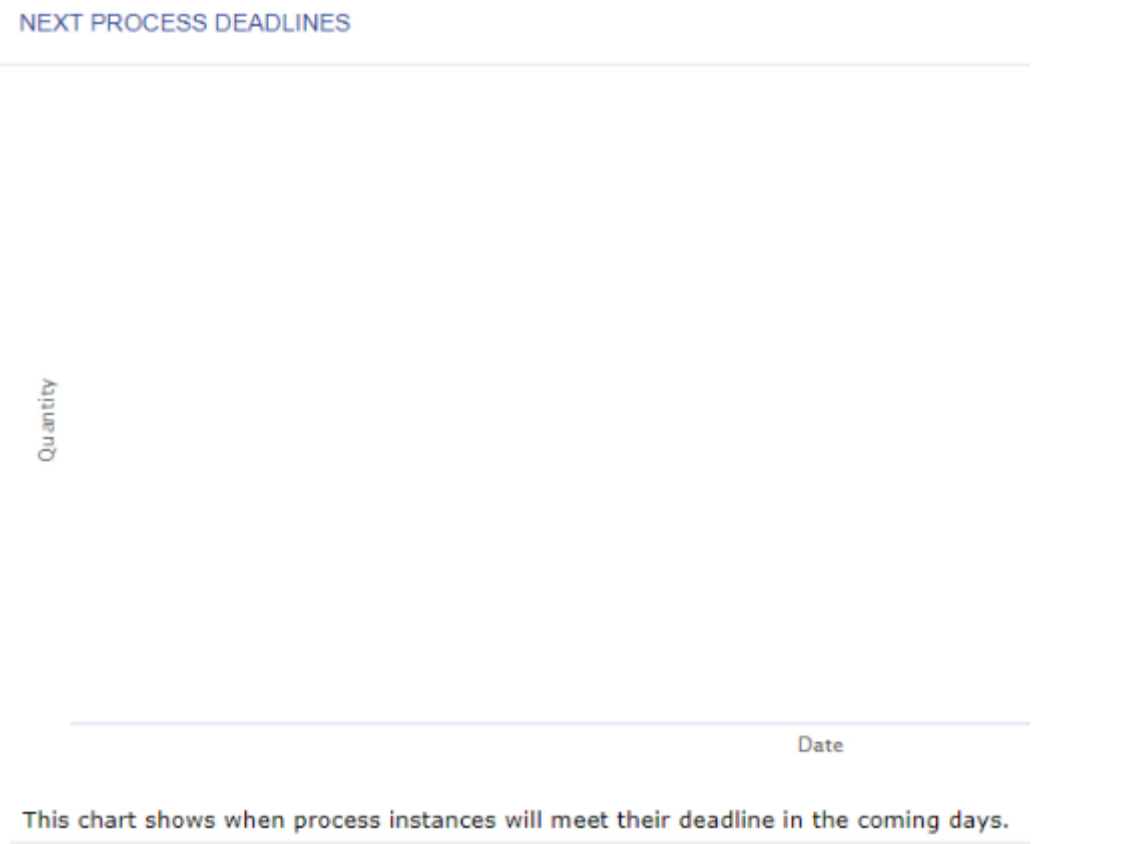 NEXT PROCESS DEADLINES
Quantity
Date
This chart shows when process instances will meet their deadline in the coming days.